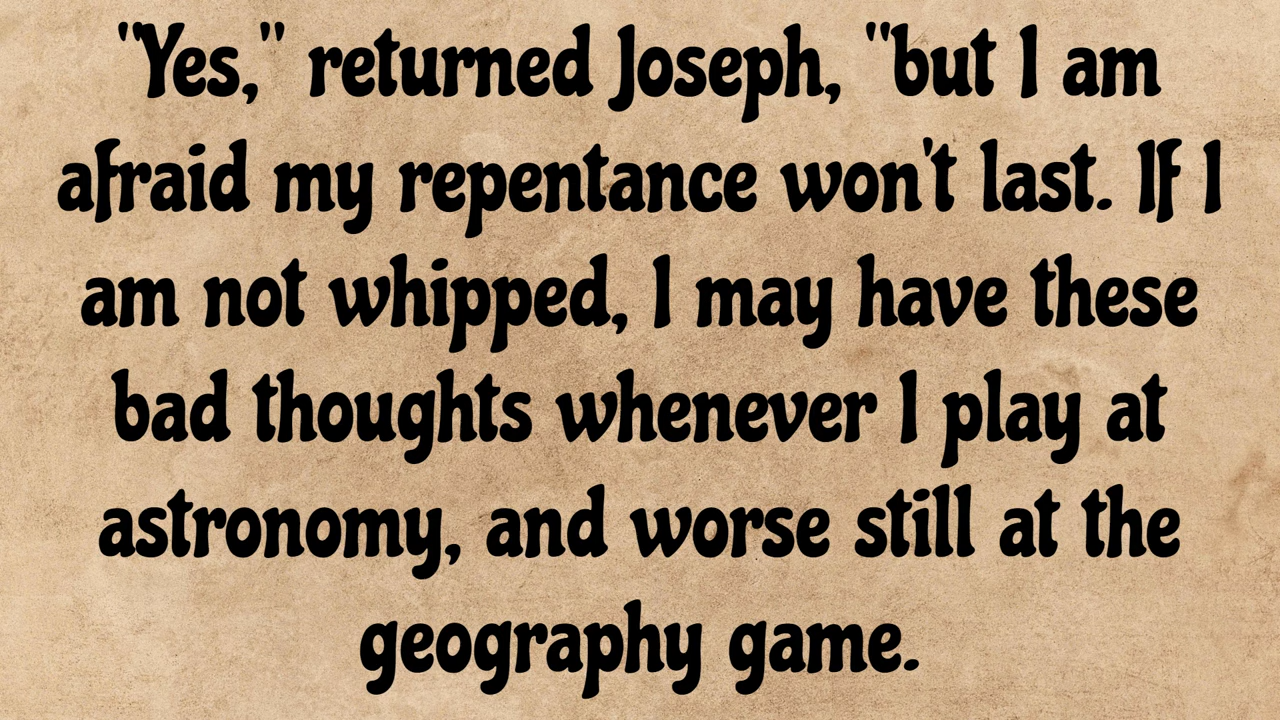 "Yes," returned Joseph, "but I am
afraid my repentance won't last. If I
am not whipped, I may have these
bad thoughts whenever I play at
astronomy, and worse still at the
geography game.